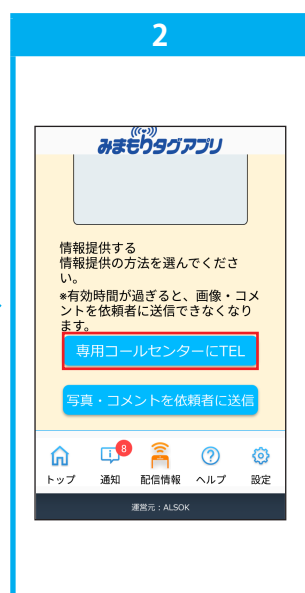 2
みまもりタグアプリ
情報提供する
情報提供の方法を選んでくださ
い。
*有効時間が過ぎると、画像・コメ
ントを依頼者に送信できなくなり
ます。
専用コールセンターにTEL
写真・コメントを依頼者に送信
8
トップ 通知 配信情報 ヘルプ 設定
運営元：ALSOK